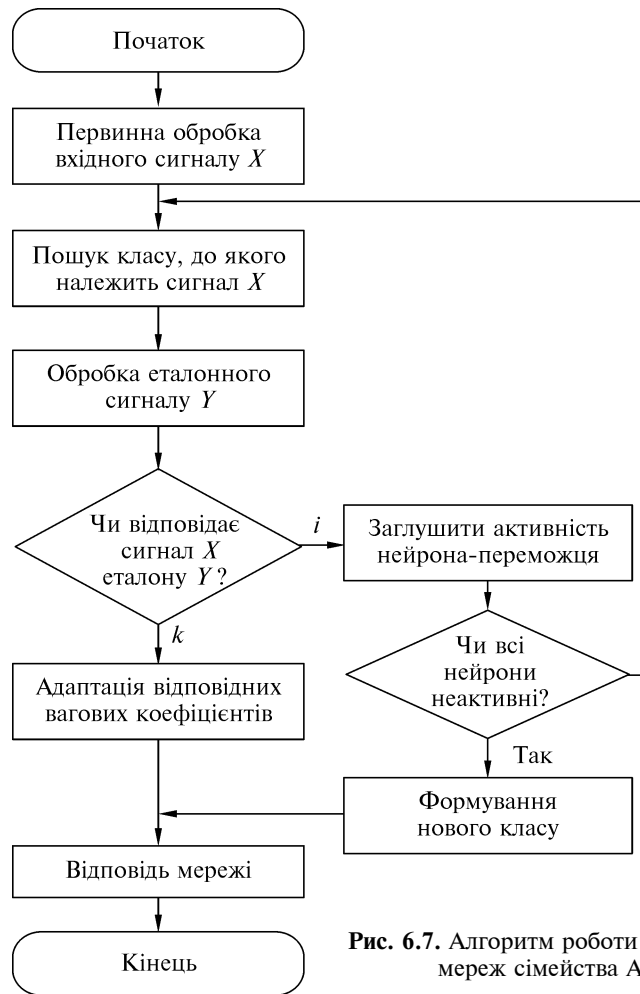 Початок
Первинна обробка
вхідного сигналу X
Пошук класу, до якого
належить сигнал X
Обробка еталонного
сигналу Y
Чи відповідає
сигнал X
еталону Y?
i
Заглушити активність
нейрона-переможця
k
Чи всі
нейрони
неактивні?
Адаптація відповідних
вагових коефіцієнтів
Так
Формування
нового класу
Відповідь мережі
Кінець
Рис. 6.7. Алгоритм роботи
мереж сімейства А